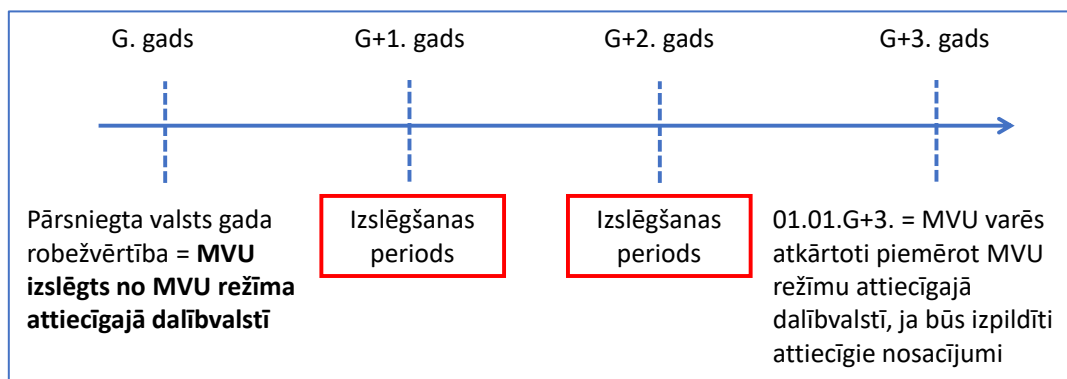 G. gads
G+1. gads
G+2. gads
G+3. gads
Pārsniegta valsts gada
robežvērtība = MVU
izslēgts no MVU režīma
attiecīgajā dalībvalstī
Izslēgšanas
periods
Izslēgšanas
periods
01.01.G+3. = MVU varēs
atkārtoti piemērot MVU
režīmu attiecīgajā
dalībvalstī, ja būs izpildīti
attiecīgie nosacījumi